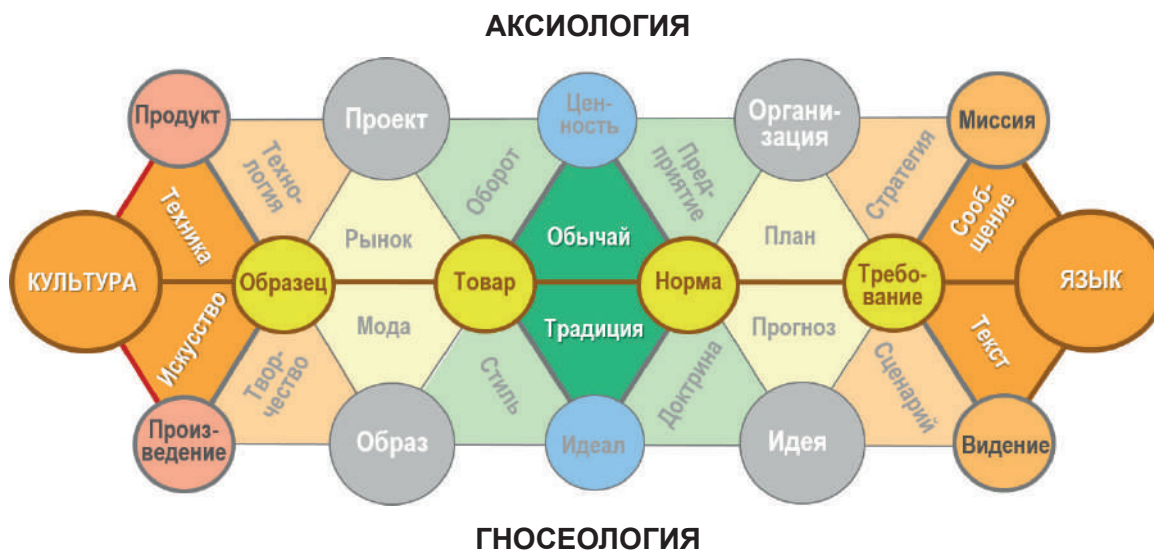 АКСИОЛОГИЯ
Продукт
Проект
Цен-
ность
Органи-
зация
Миссия
Техно-
логия
Оборот
Пред-
приятие
Стратегия
Техника
Рынок
Обычай
План
Сооб-
щение
КУЛЬТУРА
Образец
Товар
Норма
Требо-
вание
ЯЗЫК
Искусство
Мода
Традиция
Прогноз
Текст
Твор-
чество
Стиль
Доктрина
Сценарий
Произ-
ведение
Образ
Идеал
Идея
Видение
ГНОСЕОЛОГИЯ